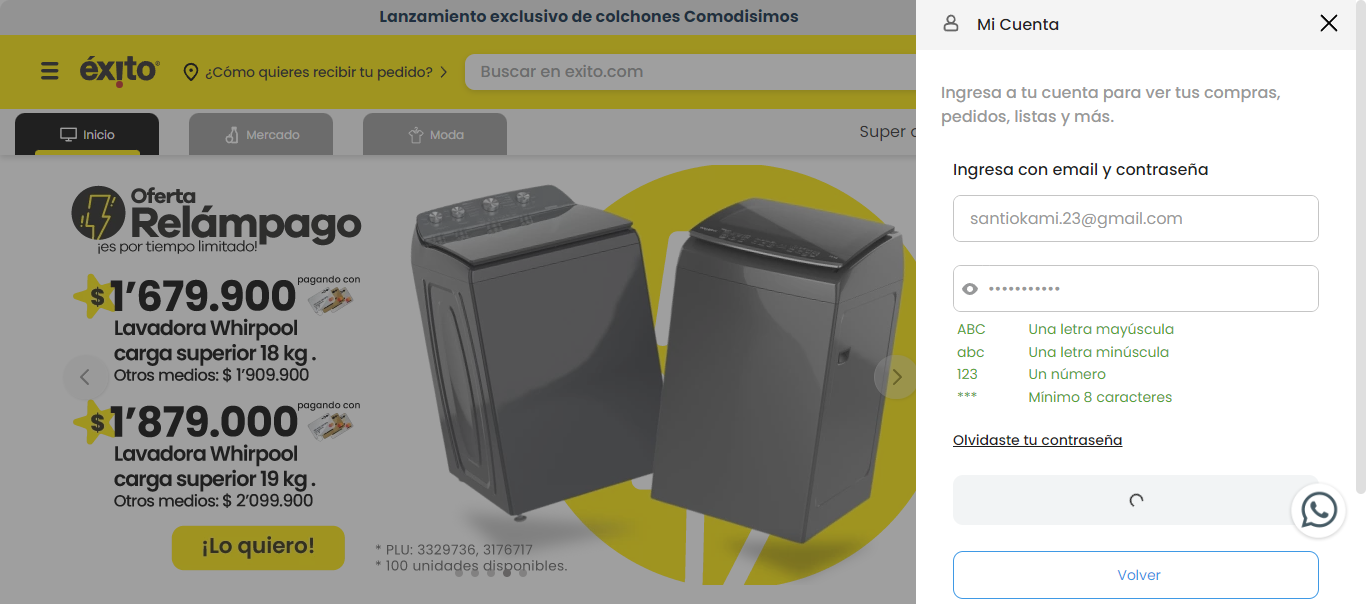 Lanzamiento exclusivo de colchones Comodisimos
éxito
¿Cómo quieres recibir tu pedido?
Buscar en exito.com
Inicio
Mercado
Moda
Super
Oferta
Relámpago
¡es por tiempo limitado!
$ 1’679.900
pagando con
Lavadora Whirpool
carga superior 18 kg .
Otros medios: $ 1’909.900
$ 1’879.000
pagando con
Lavadora Whirpool
carga superior 19 kg .
Otros medios: $ 2’099.900
¡Lo quiero!
* PLU: 3329736, 3176717
* 100 unidades disponibles.
Mi Cuenta
Ingresa a tu cuenta para ver tus compras,
pedidos, listas y más.
Ingresa con email y contraseña
santiokami.23@gmail.com
•••••••••••
ABC Una letra mayúscula
abc Una letra minúscula
123 Un número
*** Mínimo 8 caracteres
Olvidaste tu contraseña
Volver